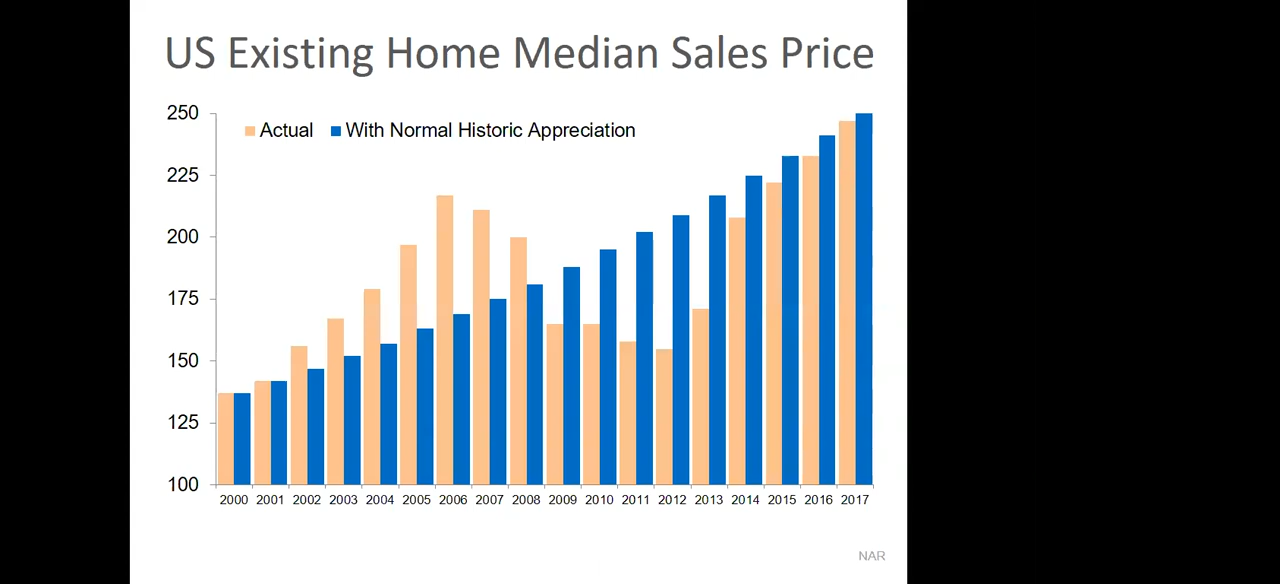 US Existing Home Median Sales Price
250
Actual With Normal Historic Appreciation
225
200
175
150
125
100
2000 2001 2002 2003 2004 2005 2006 2007 2008 2009 2010 2011 2012 2013 2014 2015 2016 2017
NAR